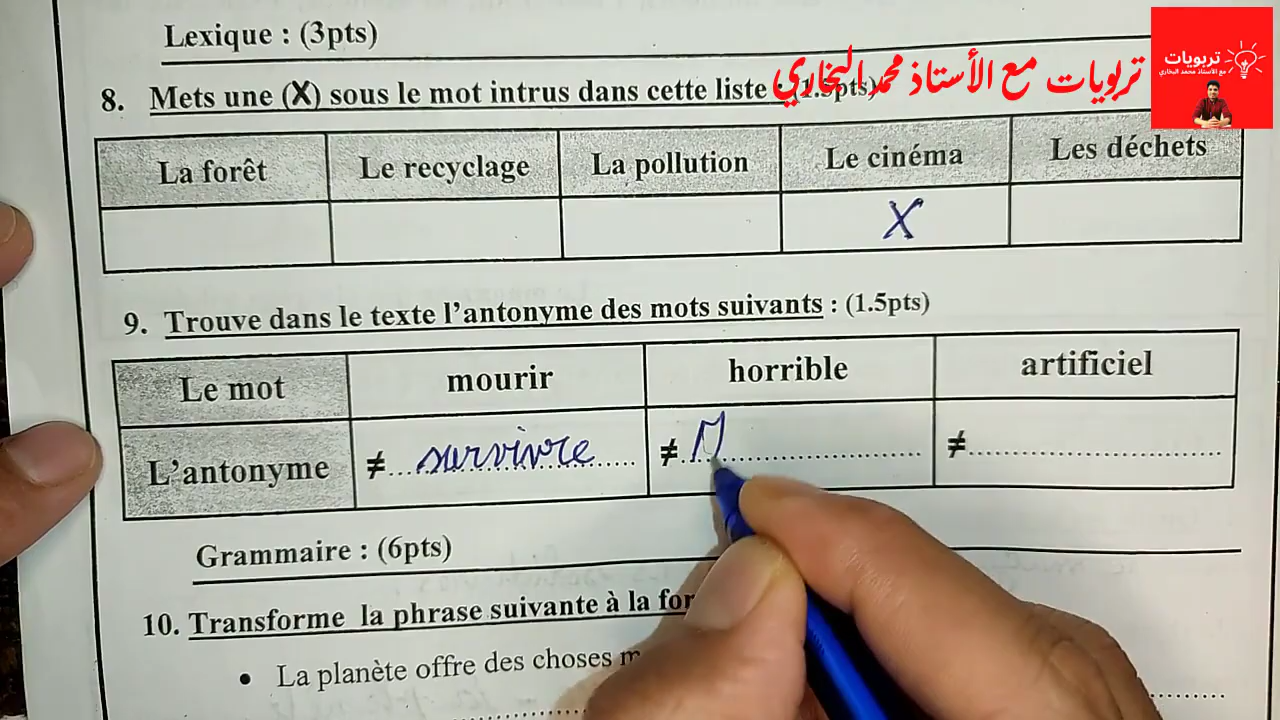 Lexique : (3pts)
تربويات مع الأستاذ محمد البخاري
تربويات
مع الأستاذ محمد البخاري
8. Mets une (X) sous le mot intrus dans cette liste : (1.5pts)
La forêt Le recyclage La pollution Le cinéma Les déchets
X
9. Trouve dans le texte l'antonyme des mots suivants : (1.5pts)
Le mot mourir horrible artificiel
L'antonyme ≠ survivre ≠ ≠
Grammaire : (6pts)
10. Transforme la phrase suivante à la for
• La planète offre des choses